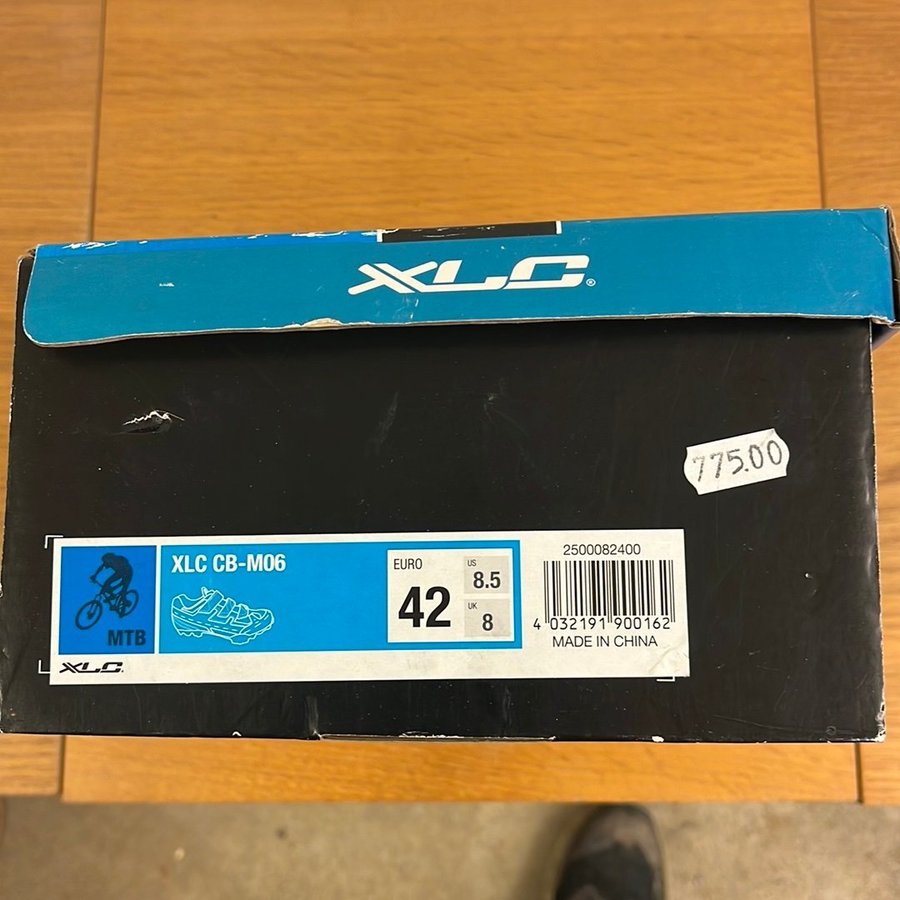 XLC®
775.00
MTB
XLC
XLC CB-M06
EURO
42
US
8.5
UK
8
2500082400
4 032191 900162
MADE IN CHINA